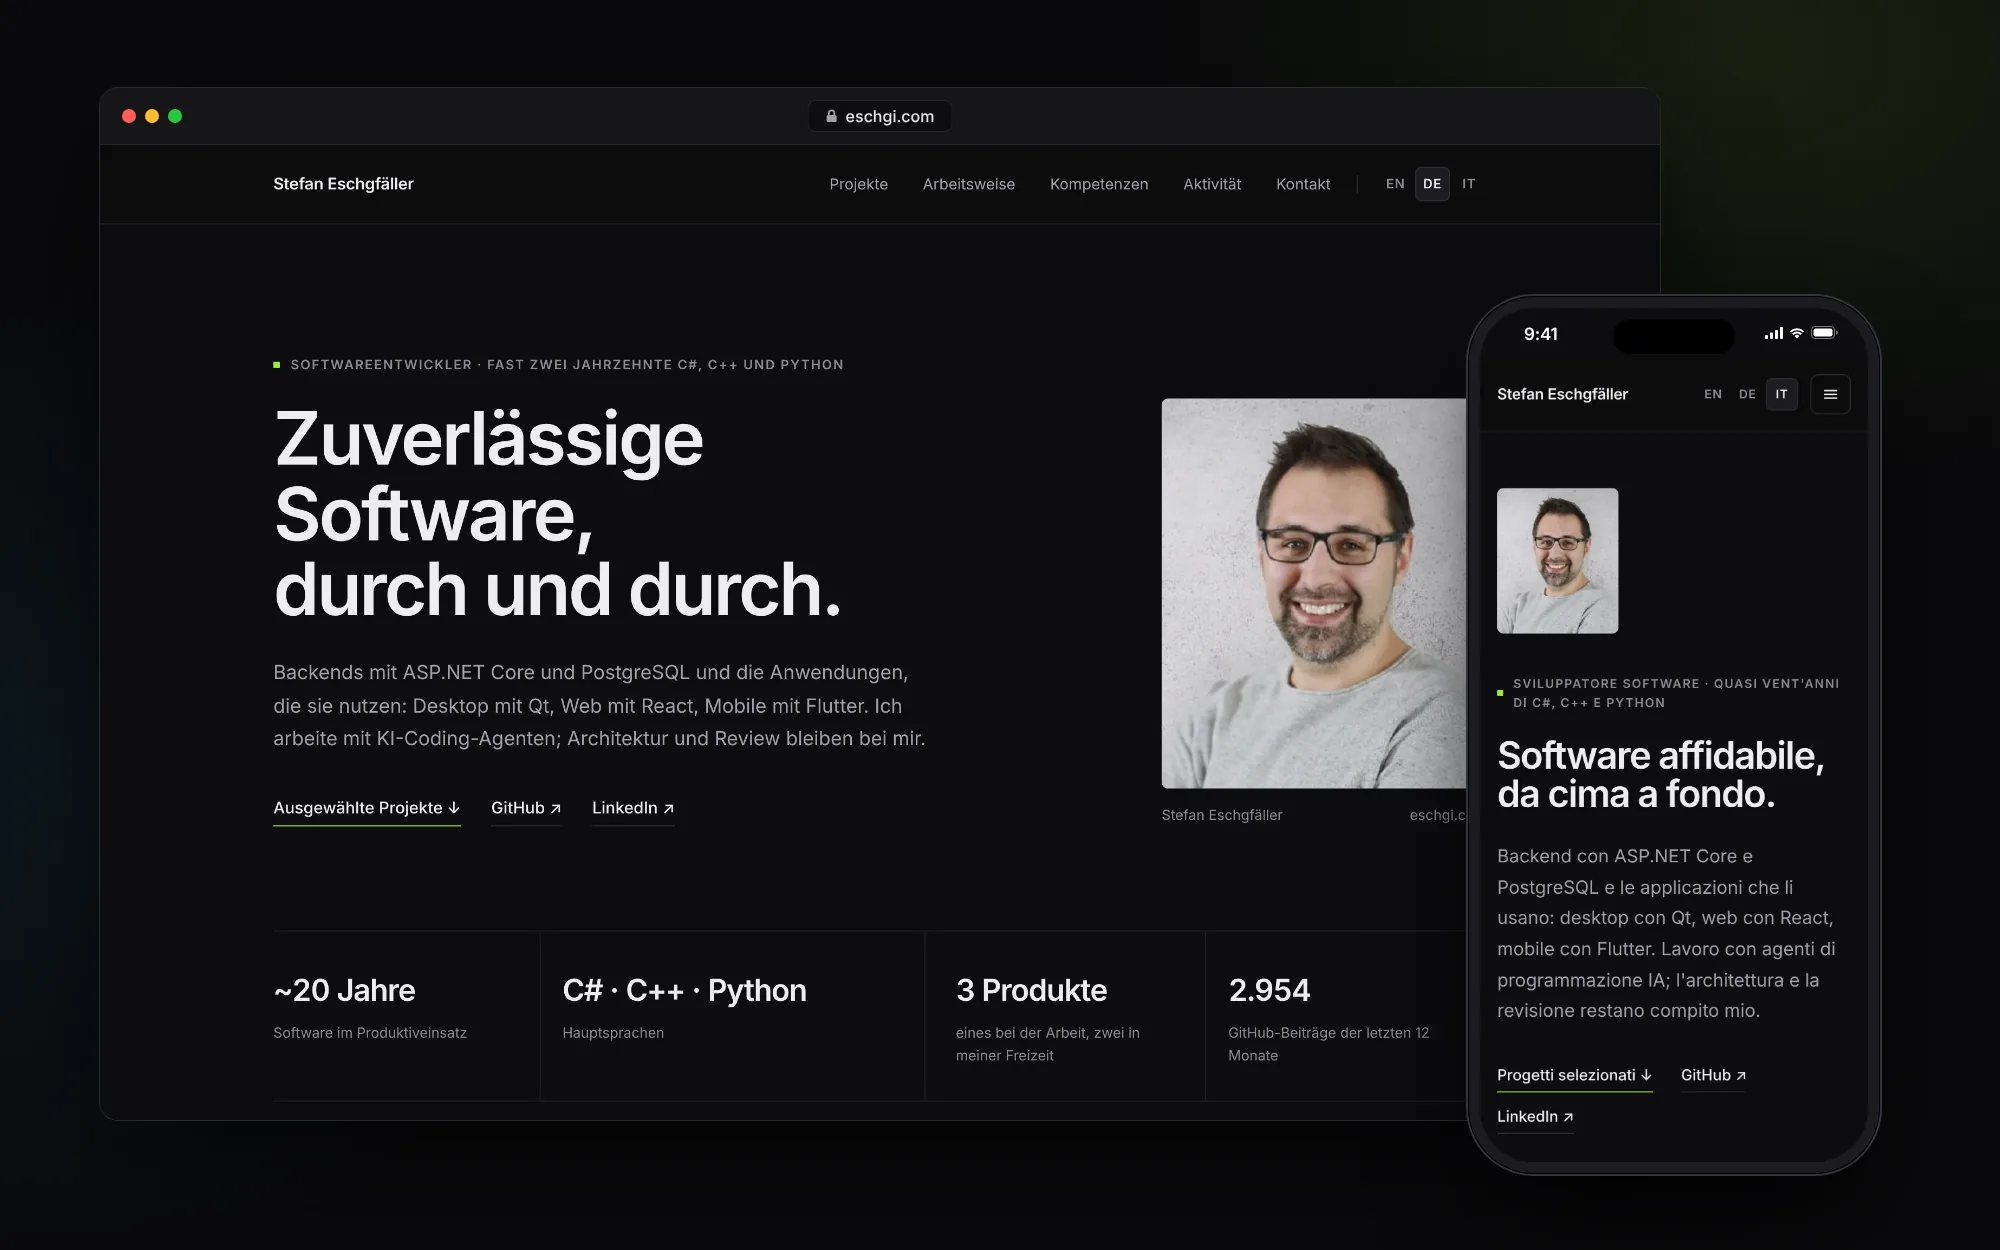 eschgi.com
Stefan Eschgfäller
Projekte Arbeitsweise Kompetenzen Aktivität Kontakt EN DE IT
SOFTWAREENTWICKLER · FAST ZWEI JAHRZEHNTE C#, C++ UND PYTHON
Zuverlässige
Software,
durch und durch.
Backends mit ASP.NET Core und PostgreSQL und die Anwendungen,
die sie nutzen: Desktop mit Qt, Web mit React, Mobile mit Flutter. Ich
arbeite mit KI-Coding-Agenten; Architektur und Review bleiben bei mir.
Ausgewählte Projekte ↓ GitHub ↗ LinkedIn ↗
Stefan Eschgfäller eschgi.c
~20 Jahre
Software im Produktiveinsatz
C# · C++ · Python
Hauptsprachen
3 Produkte
eines bei der Arbeit, zwei in
meiner Freizeit
2.954
GitHub-Beiträge der letzten 12
Monate
9:41
Stefan Eschgfäller EN DE IT
SVILUPPATORE SOFTWARE · QUASI VENT'ANNI
DI C#, C++ E PYTHON
Software affidabile,
da cima a fondo.
Backend con ASP.NET Core e
PostgreSQL e le applicazioni che li
usano: desktop con Qt, web con React,
mobile con Flutter. Lavoro con agenti di
programmazione IA; l'architettura e la
revisione restano compito mio.
Progetti selezionati ↓ GitHub ↗
LinkedIn ↗